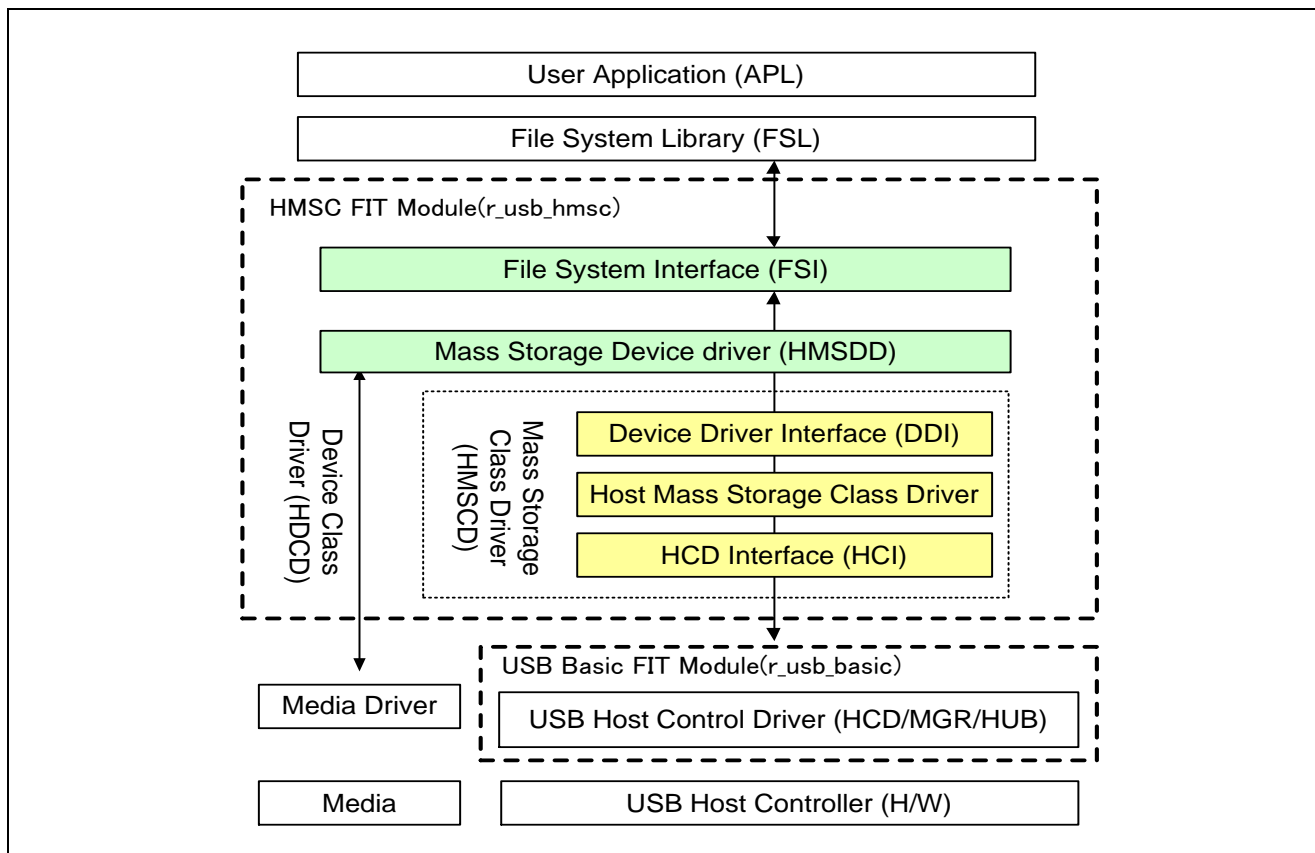 User Application (APL)
File System Library (FSL)
HMSC FIT Module(r_usb_hmsc)
File System Interface (FSI)
Mass Storage Device driver (HMSDD)
Device Class
Driver (HDCD)
Mass Storage
Class Driver
(HMSCD)
Device Driver Interface (DDI)
Host Mass Storage Class Driver
HCD Interface (HCI)
USB Basic FIT Module(r_usb_basic)
Media Driver
USB Host Control Driver (HCD/MGR/HUB)
Media
USB Host Controller (H/W)